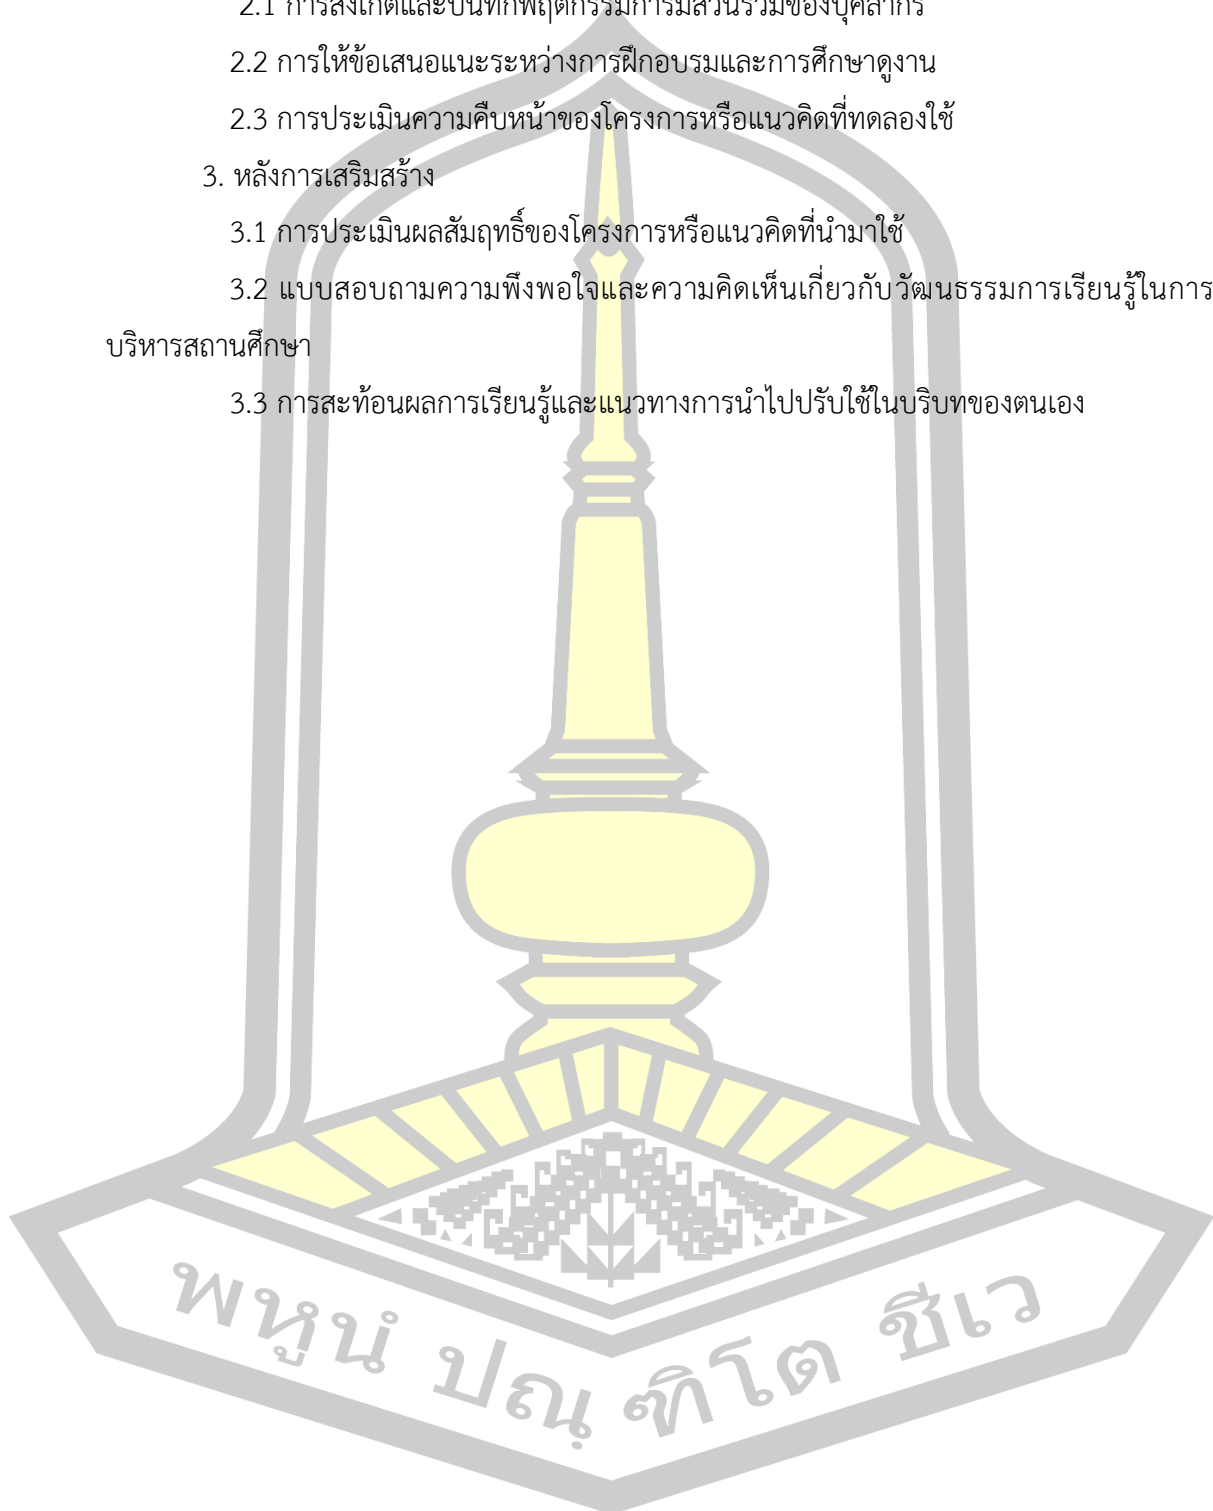 2.1 การสังเกตและบันทึกพฤติกรรมการมีส่วนร่วมของบุคลากร
2.2 การให้ข้อเสนอแนะระหว่างการฝึกอบรมและการศึกษาดูงาน
2.3 การประเมินความคืบหน้าของโครงการหรือแนวคิดที่ทดลองใช้
3. หลังการเสริมสร้าง
3.1 การประเมินผลสัมฤทธิ์ของโครงการหรือแนวคิดที่นำมาใช้
3.2 แบบสอบถามความพึงพอใจและความคิดเห็นเกี่ยวกับวัฒนธรรมการเรียนรู้ในการ
บริหารสถานศึกษา
3.3 การสะท้อนผลการเรียนรู้และแนวทางการนำไปปรับใช้ในบริบทของตนเอง
พหูนํ ปณฺ ฑิโต ชีเว